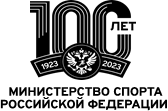 100 ЛЕТ
1923 2023
МИНИСТЕРСТВО СПОРТА
РОССИЙСКОЙ ФЕДЕРАЦИИ